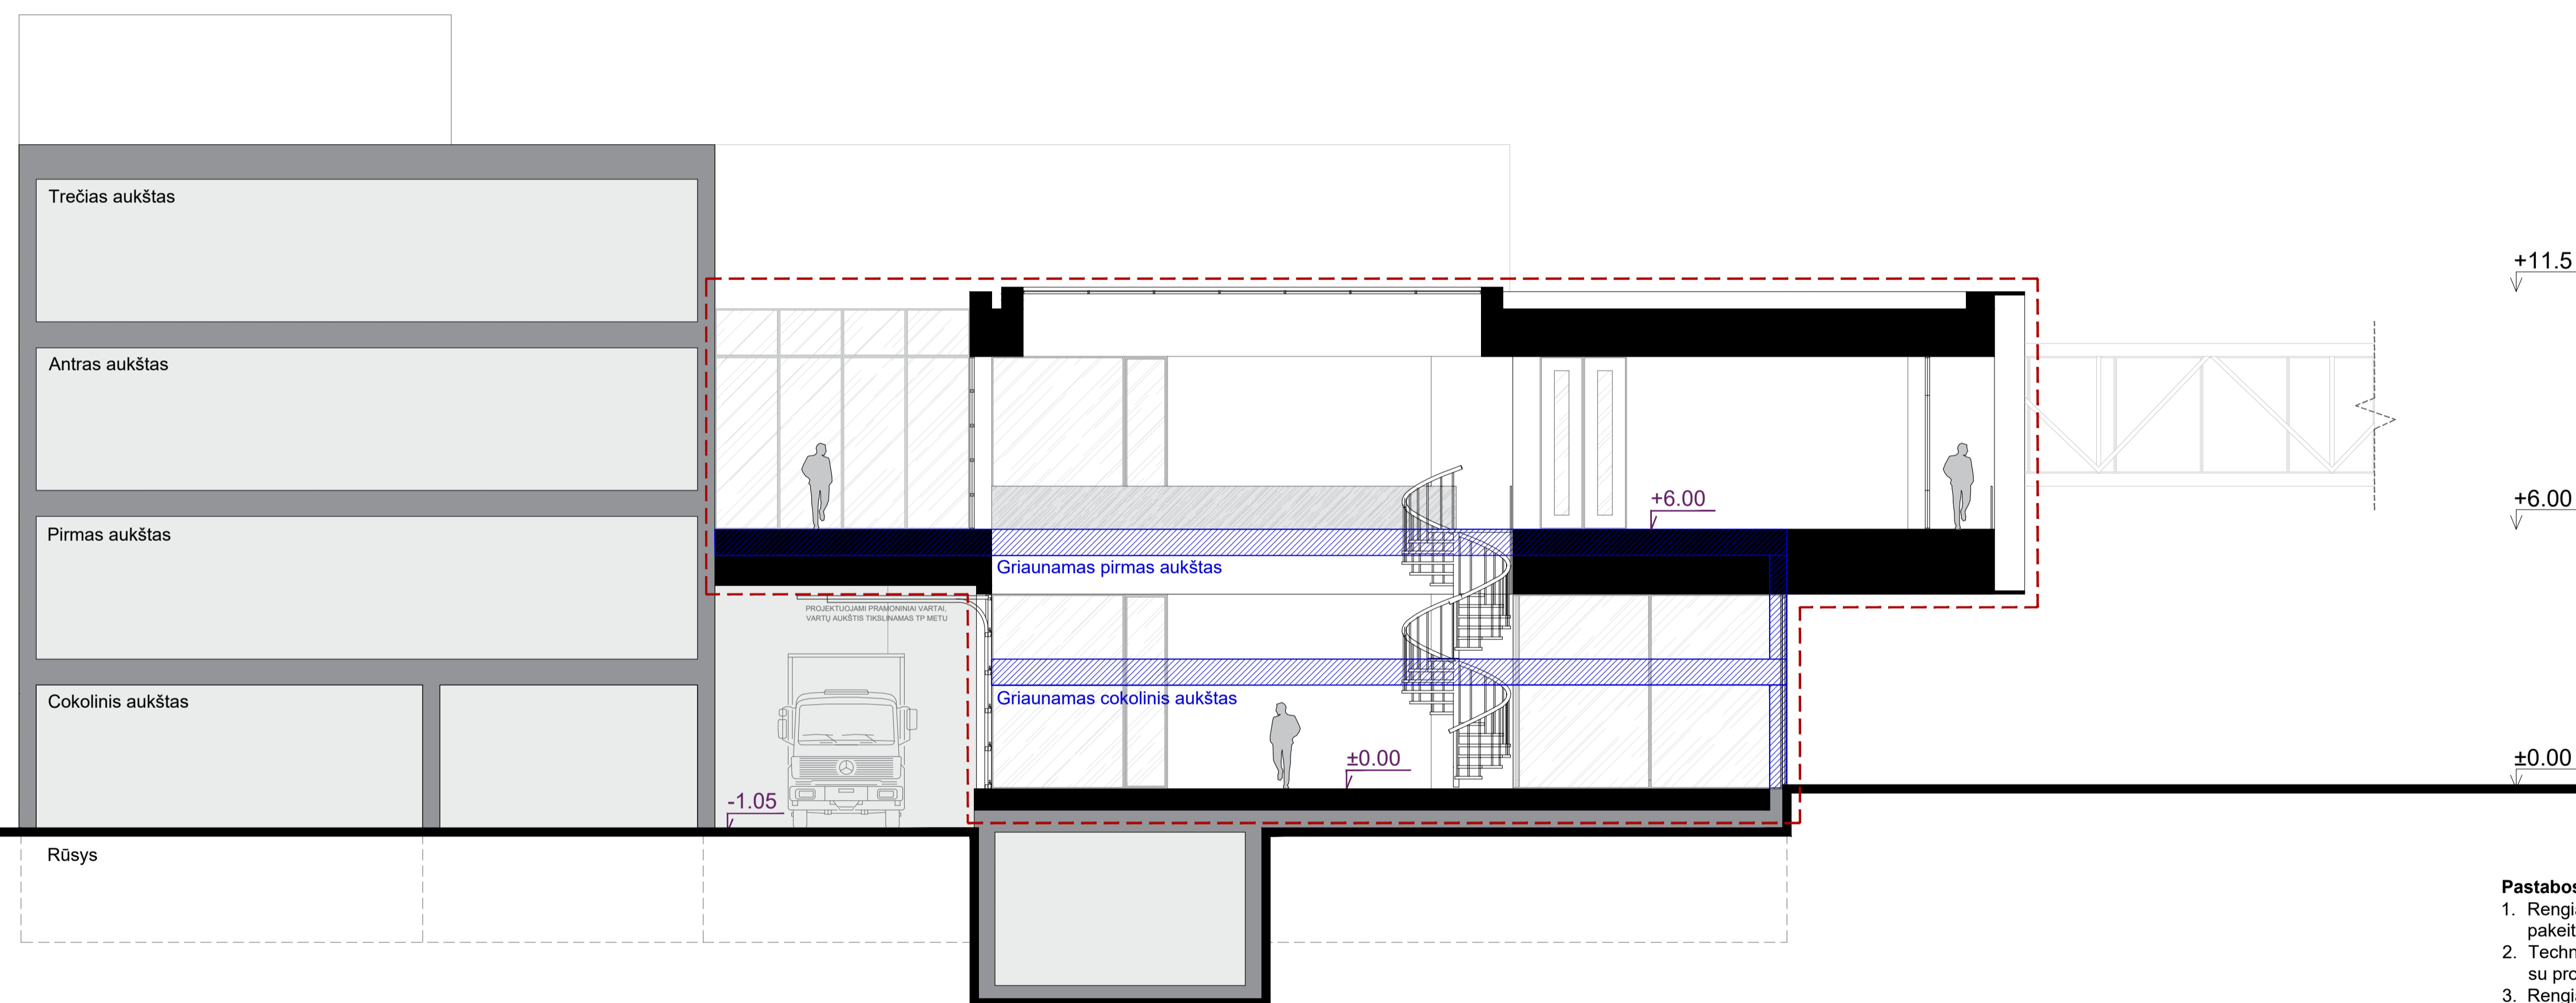 Trečias aukštas
+11.5
Antras aukštas
+6.00
+6.00
Pirmas aukštas
Griaunamas pirmas aukštas
PROJEKTUOJAMI PRAMONINIAI VARTAI,
VARTŲ AUKŠTIS TIKSLINAMAS TP METU
Cokolinis aukštas
Griaunamas cokolinis aukštas
±0.00
±0.00
-1.05
Rūsys
Pastabos
1. Rengi
pakeit
2. Techn
su pro
3. Rengi